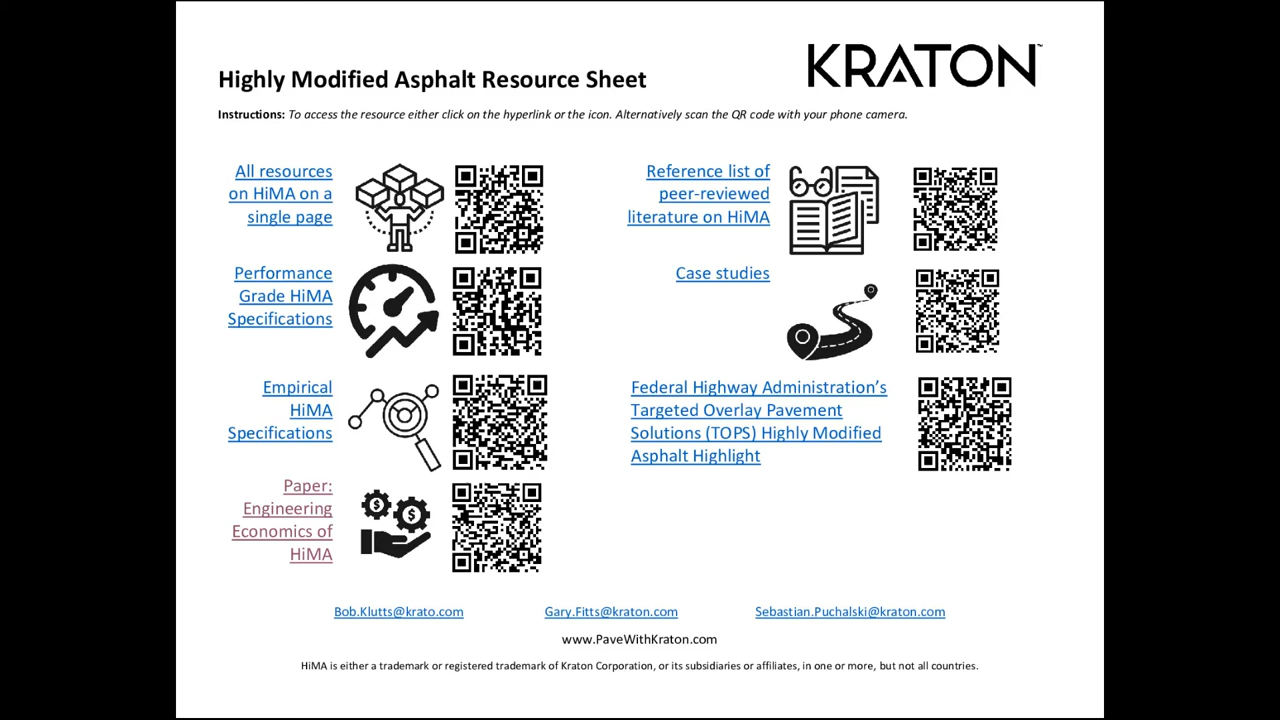 KRATON™
Highly Modified Asphalt Resource Sheet
Instructions: To access the resource either click on the hyperlink or the icon. Alternatively scan the QR code with your phone camera.
All resources
on HiMA on a
single page
Reference list of
peer-reviewed
literature on HiMA
Performance
Grade HiMA
Specifications
Case studies
Empirical
HiMA
Specifications
Federal Highway Administration’s
Targeted Overlay Pavement
Solutions (TOPS) Highly Modified
Asphalt Highlight
Paper:
Engineering
Economics of
HiMA
$ $
Bob.Klutts@krato.com Gary.Fitts@kraton.com Sebastian.Puchalski@kraton.com
www.PaveWithKraton.com
HiMA is either a trademark or registered trademark of Kraton Corporation, or its subsidiaries or affiliates, in one or more, but not all countries.